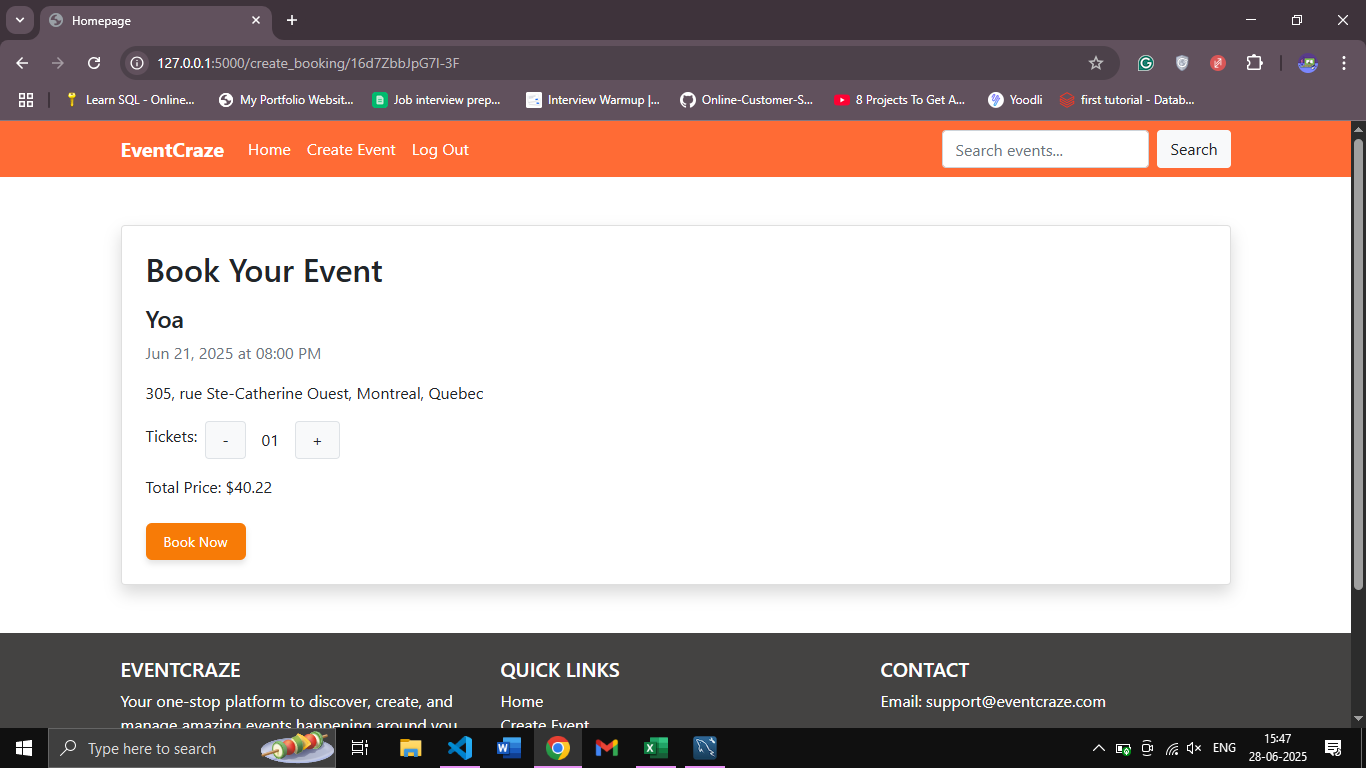 Homepage
127.0.0.1:5000/create_booking/16d7ZbbJpG7I-3F
Learn SQL - Online...
My Portfolio Websit...
Job interview prep...
Interview Warmup |...
Online-Customer-S...
8 Projects To Get A...
Yoodli
first tutorial - Datab...
EventCraze Home Create Event Log Out Search events... Search
Book Your Event
Yoa
Jun 21, 2025 at 08:00 PM
305, rue Ste-Catherine Ouest, Montreal, Quebec
Tickets: - 01 +
Total Price: $40.22
Book Now
EVENTCRAZE
Your one-stop platform to discover, create, and
manage amazing events happening around you
QUICK LINKS
Home
Create Event
CONTACT
Email: support@eventcraze.com
Type here to search
ENG
15:47
28-06-2025